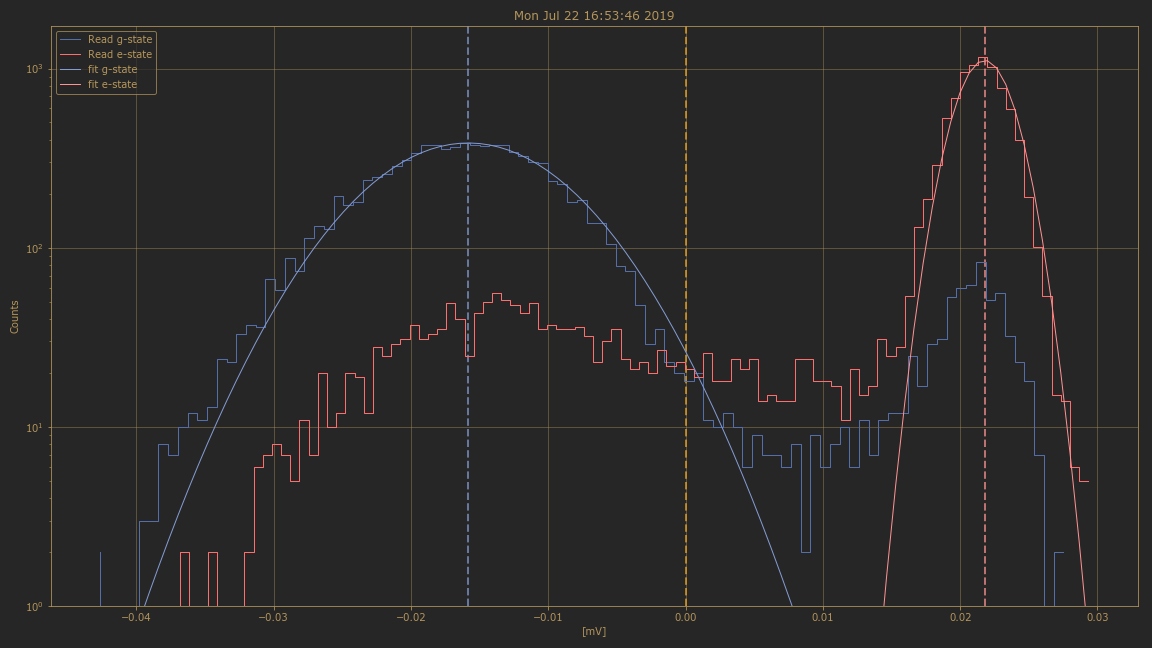 Mon Jul 22 16:53:46 2019
Read g-state
Read e-state
fit g-state
fit e-state
10³
10²
10¹
10⁰
Counts
−0.04 −0.03 −0.02 −0.01 0.00 0.01 0.02 0.03
[mV]